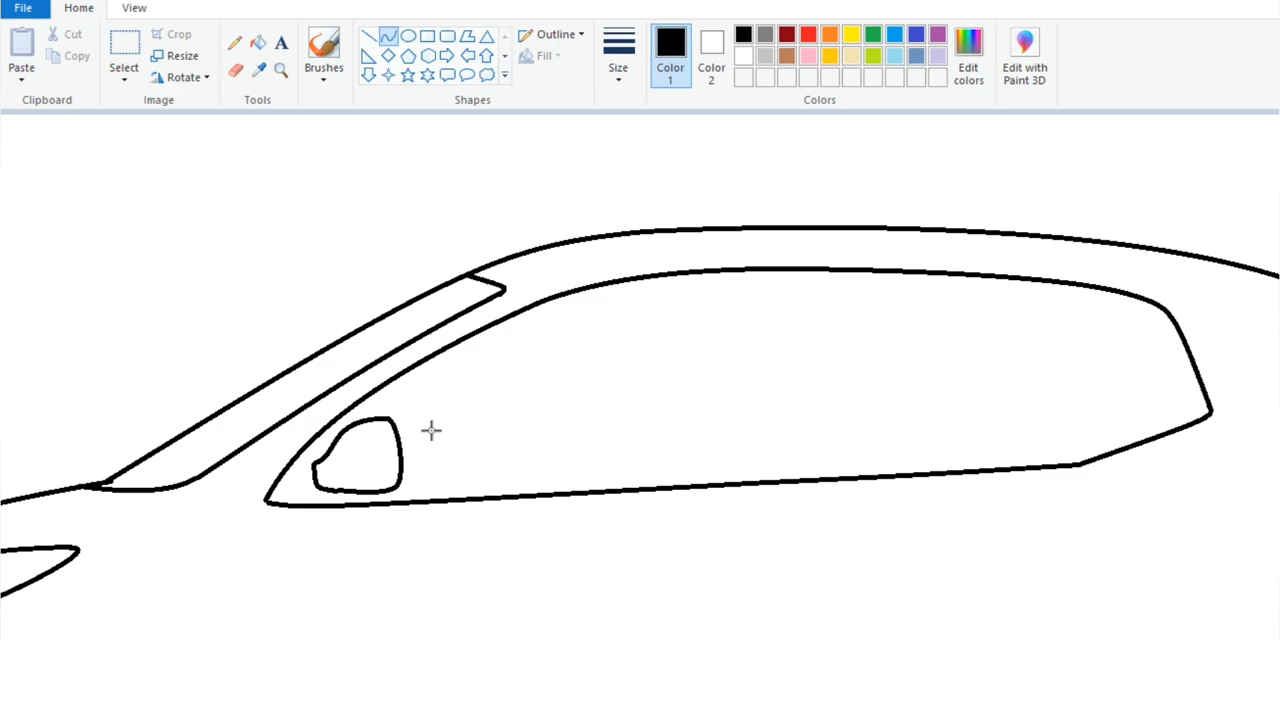 File Home View
Paste
Cut
Copy
Clipboard
Select
Crop
Resize
Rotate
Image
A
Tools
Brushes
Outline
Fill
Shapes
Size
Color
1
Color
2
Edit
colors
Colors
Edit with
Paint 3D